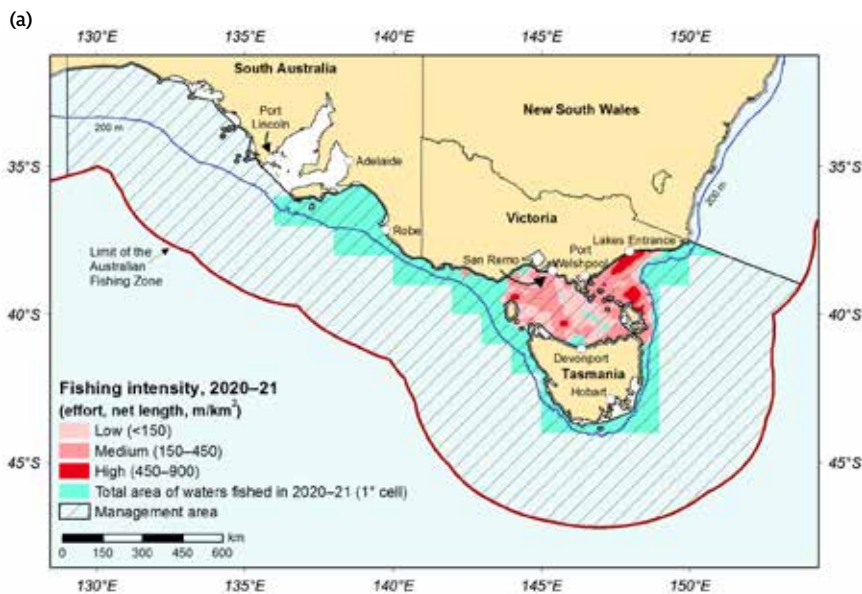 (a)
130°E 135°E 140°E 145°E 150°E
South Australia
New South Wales
Port
Lincoln
200 m
200 m
35°S
35°S
Adelaide
Victoria
Robe
Lakes Entrance
Port
San Remo
Welshpool
Limit of the
Australian
Fishing Zone
40°S
40°S
Devonport
Tasmania
Hobart
Fishing intensity, 2020–21
(effort, net length, m/km²)
Low (<150)
Medium (150–450)
High (450–900)
Total area of waters fished in 2020–21 (1° cell)
Management area
45°S
45°S
km
0 150 300 450 600
130°E 135°E 140°E 145°E 150°E